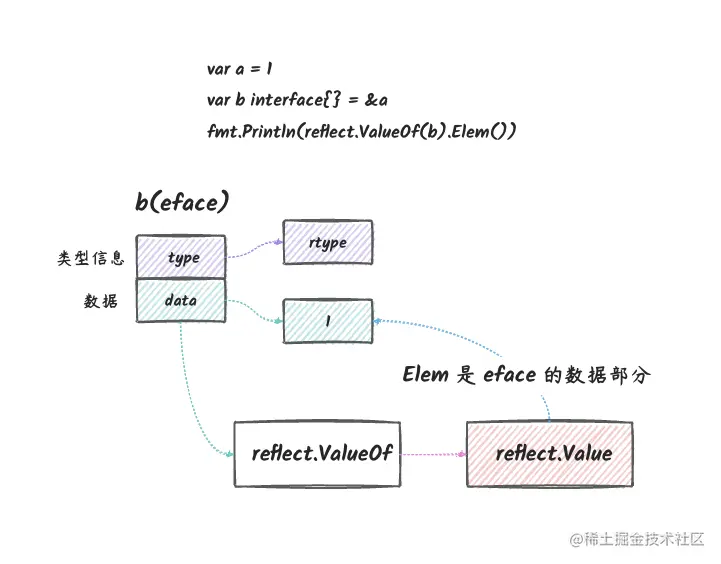 var a = 1
var b interface{} = &a
fmt.Println(reflect.ValueOf(b).Elem())
b(eface)
类型信息
type
rtype
数据
data
1
Elem 是 eface 的数据部分
reflect.ValueOf
reflect.Value
@稀土掘金技术社区